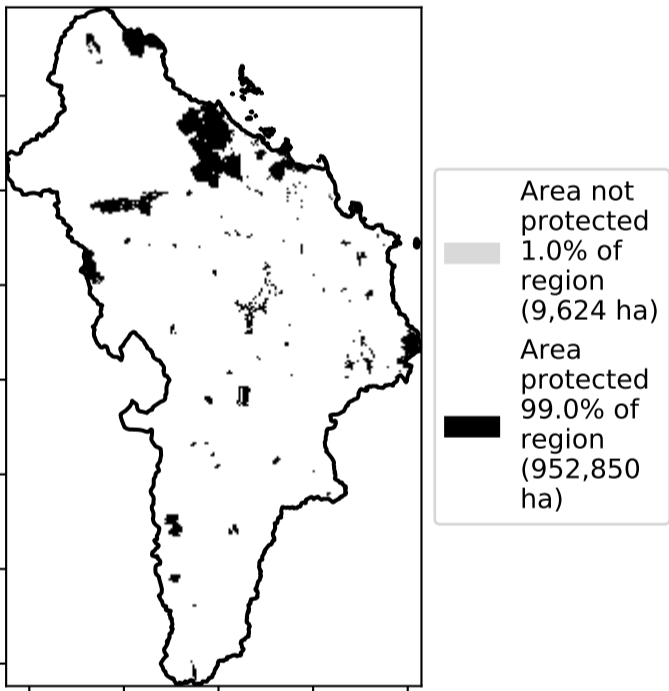 Area not
protected
1.0% of
region
(9,624 ha)
Area
protected
99.0% of
region
(952,850
ha)